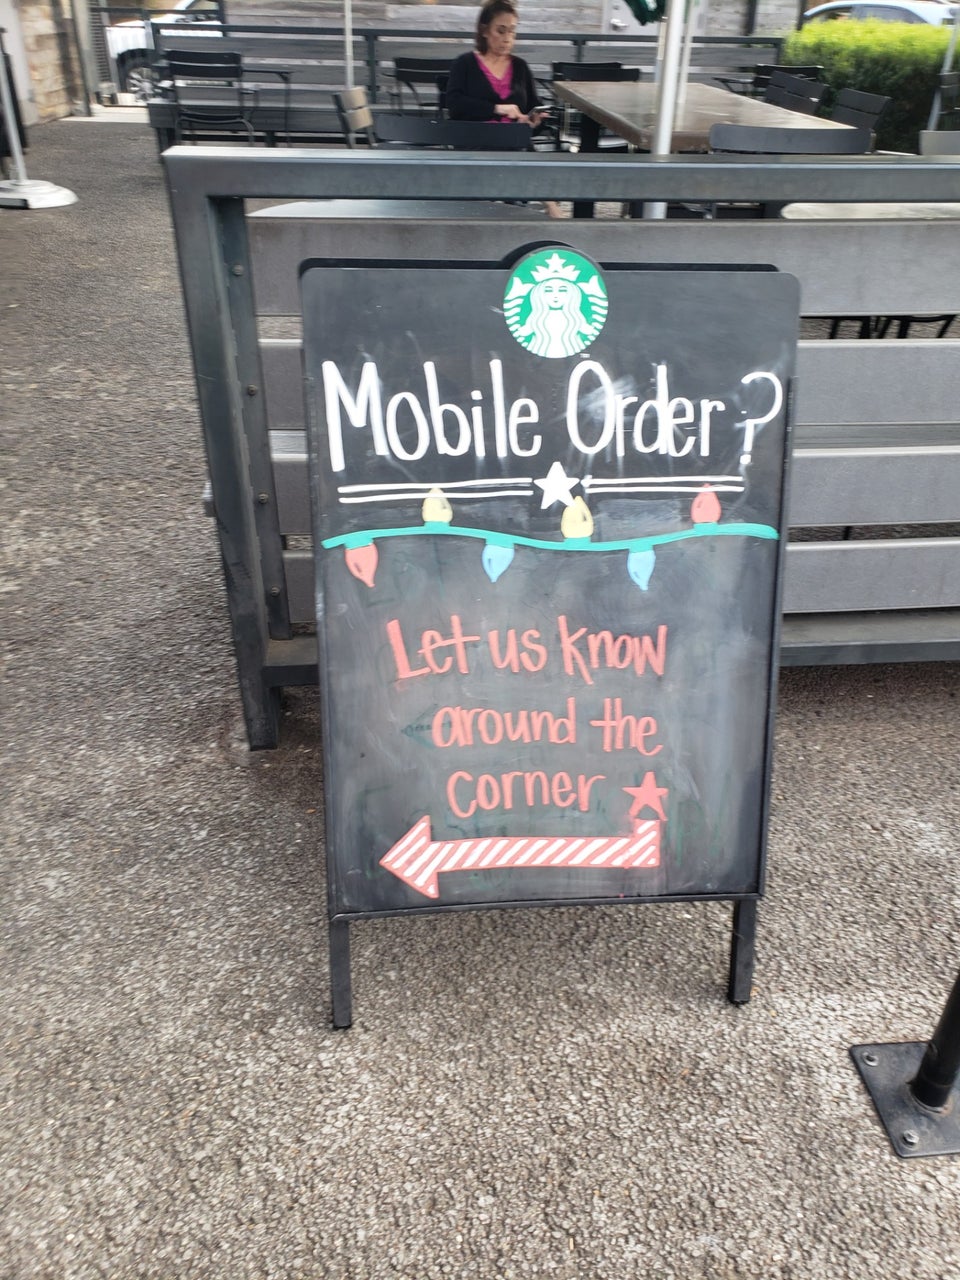 Mobile Order?
Let us know
around the
corner